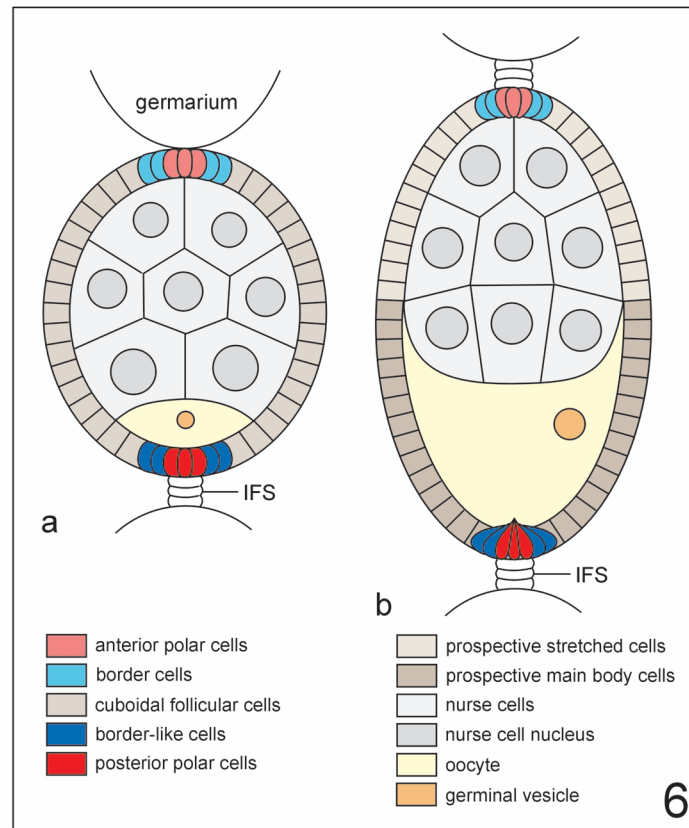 germarium
IFS
a
IFS
b
anterior polar cells
border cells
cuboidal follicular cells
border-like cells
posterior polar cells
prospective stretched cells
prospective main body cells
nurse cells
nurse cell nucleus
oocyte
germinal vesicle
6